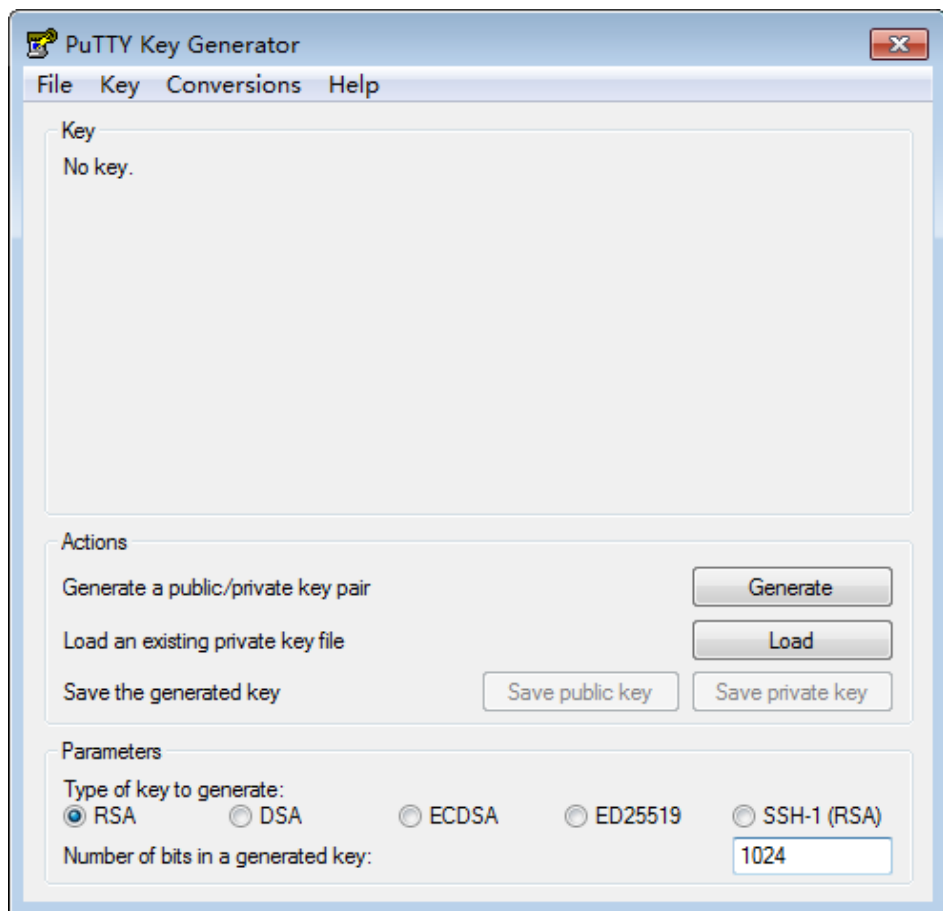 PuTTY Key Generator
File Key Conversions Help
Key
No key.
Actions
Generate a public/private key pair Generate
Load an existing private key file Load
Save the generated key Save public key Save private key
Parameters
Type of key to generate:
RSA DSA ECDSA ED25519 SSH-1 (RSA)
Number of bits in a generated key: 1024